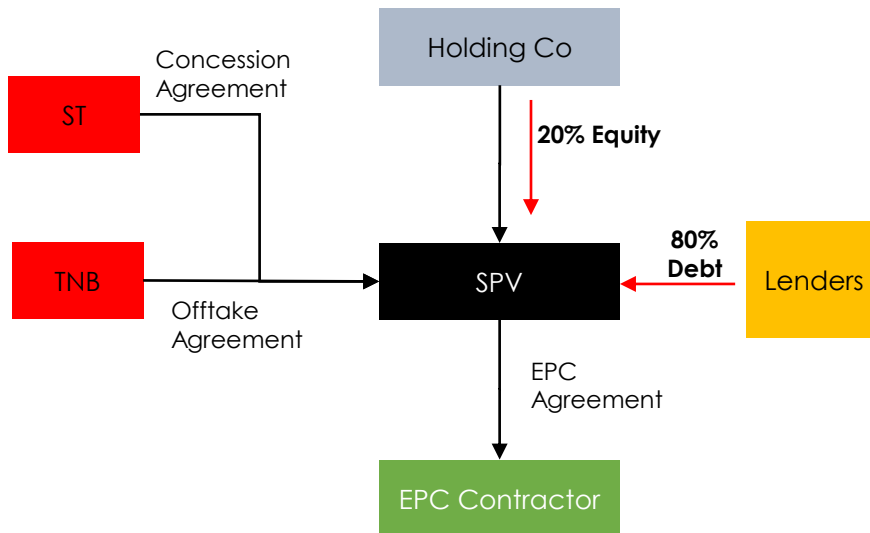 Holding Co
Concession
Agreement
ST
20% Equity
80%
Debt
TNB
SPV
Lenders
Offtake
Agreement
EPC
Agreement
EPC Contractor